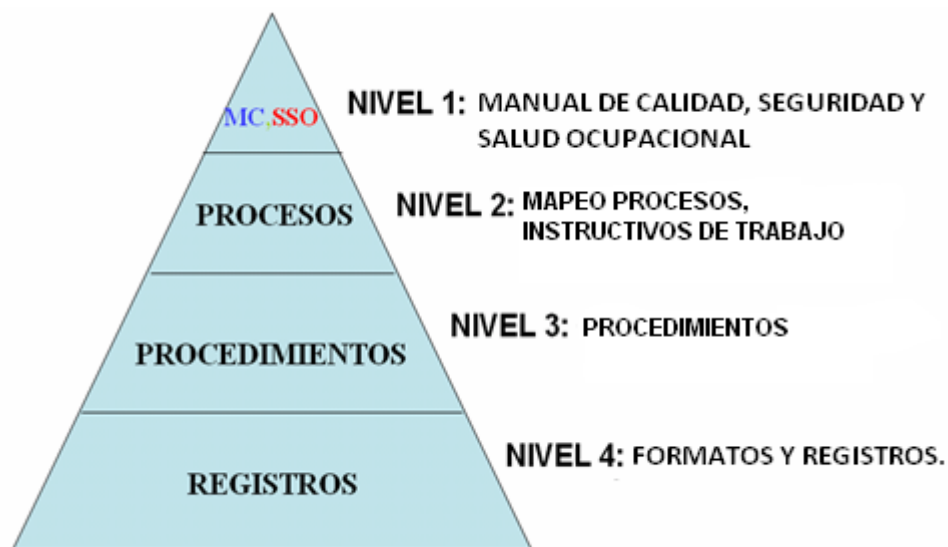 MC,SSO
NIVEL 1: MANUAL DE CALIDAD, SEGURIDAD Y
SALUD OCUPACIONAL
PROCESOS
NIVEL 2: MAPEO PROCESOS,
INSTRUCTIVOS DE TRABAJO
PROCEDIMIENTOS
NIVEL 3: PROCEDIMIENTOS
REGISTROS
NIVEL 4: FORMATOS Y REGISTROS.